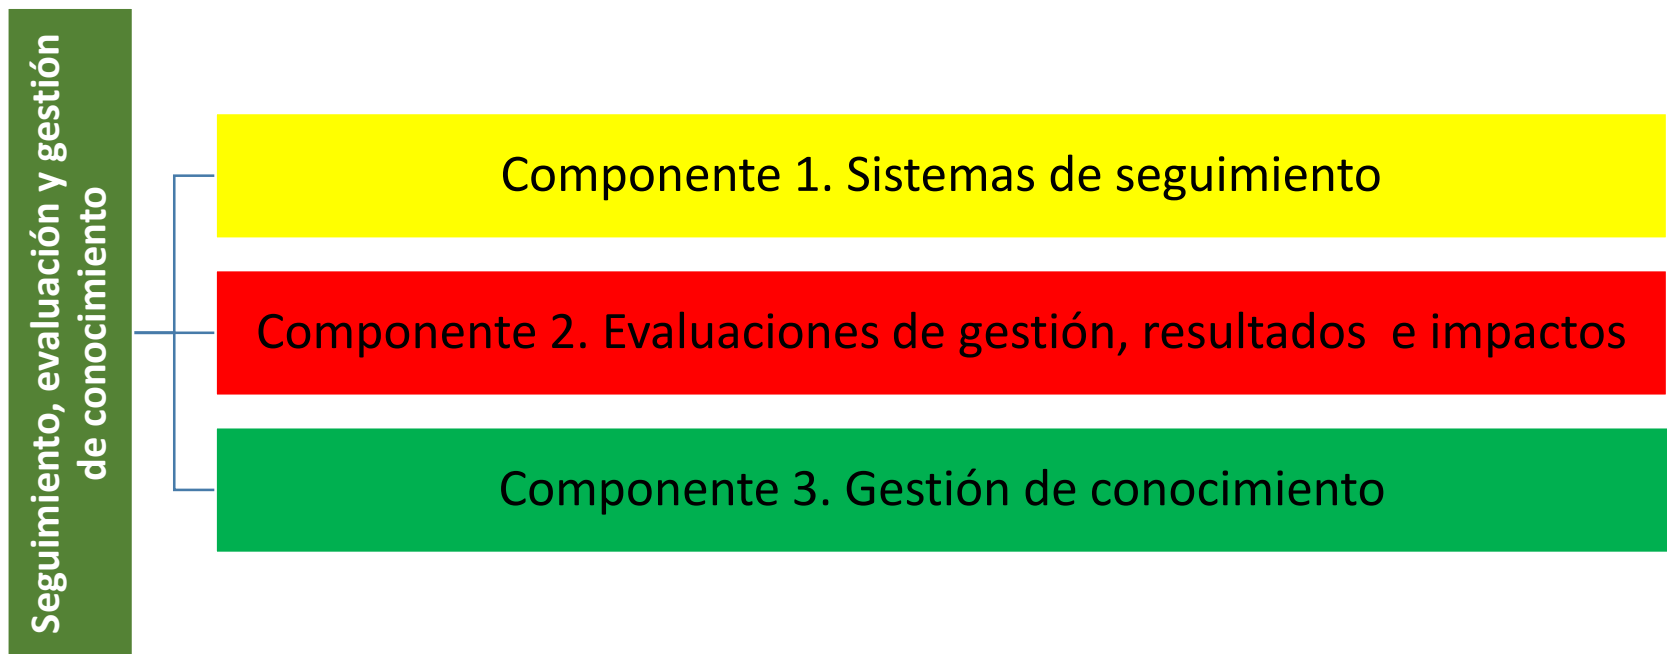 Seguimiento, evaluación y gestión
de conocimiento
Componente 1. Sistemas de seguimiento
Componente 2. Evaluaciones de gestión, resultados  e impactos
Componente 3. Gestión de conocimiento